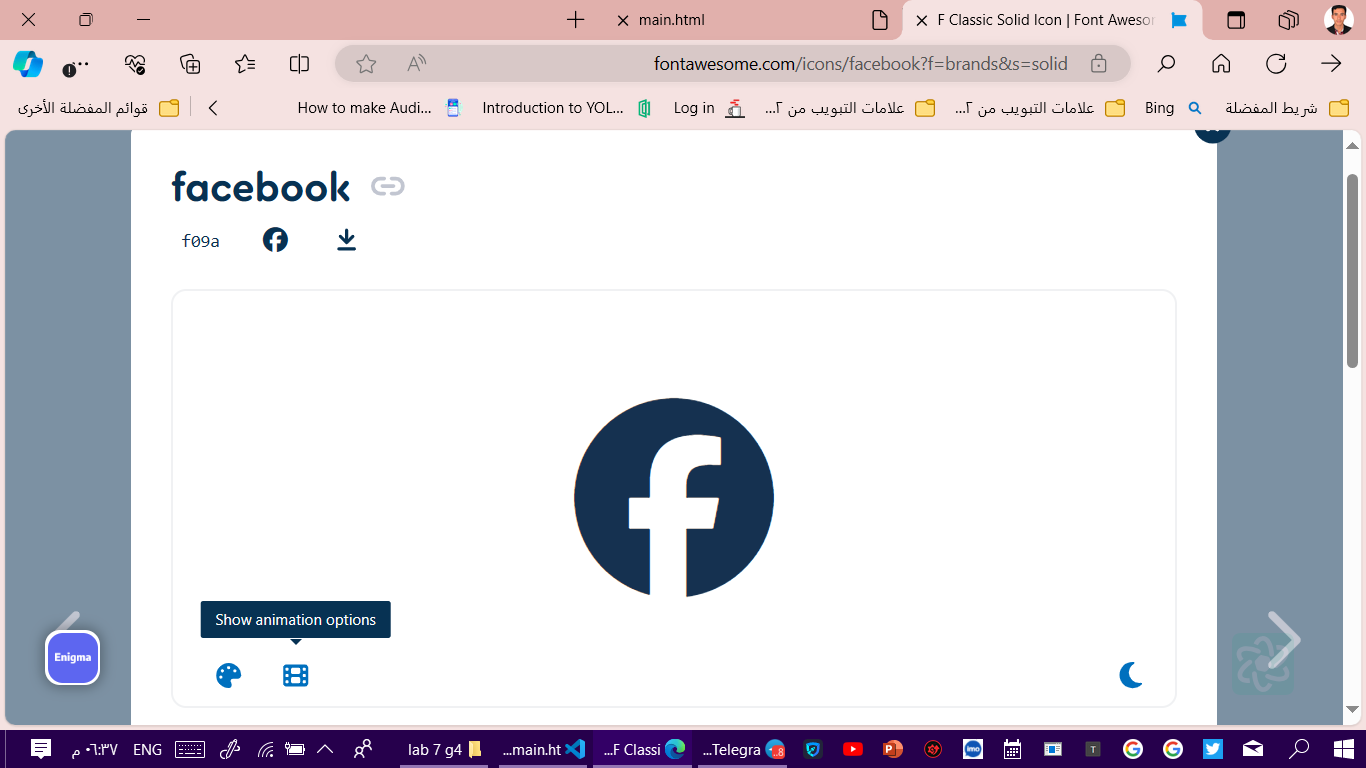 main.html
F Classic Solid Icon | Font Awesor
fontawesome.com/icons/facebook?f=brands&s=solid
قوائم المفضلة الأخرى
How to make Audi...
Introduction to YOL...
Log in
علامات التبويب من ٢...
علامات التبويب من ٢...
Bing
شريط المفضلة
facebook
f09a
Show animation options
Enigma
٠٦:٣٧ م
ENG
lab 7 g4
...main.ht
...F Classi
...Telegra